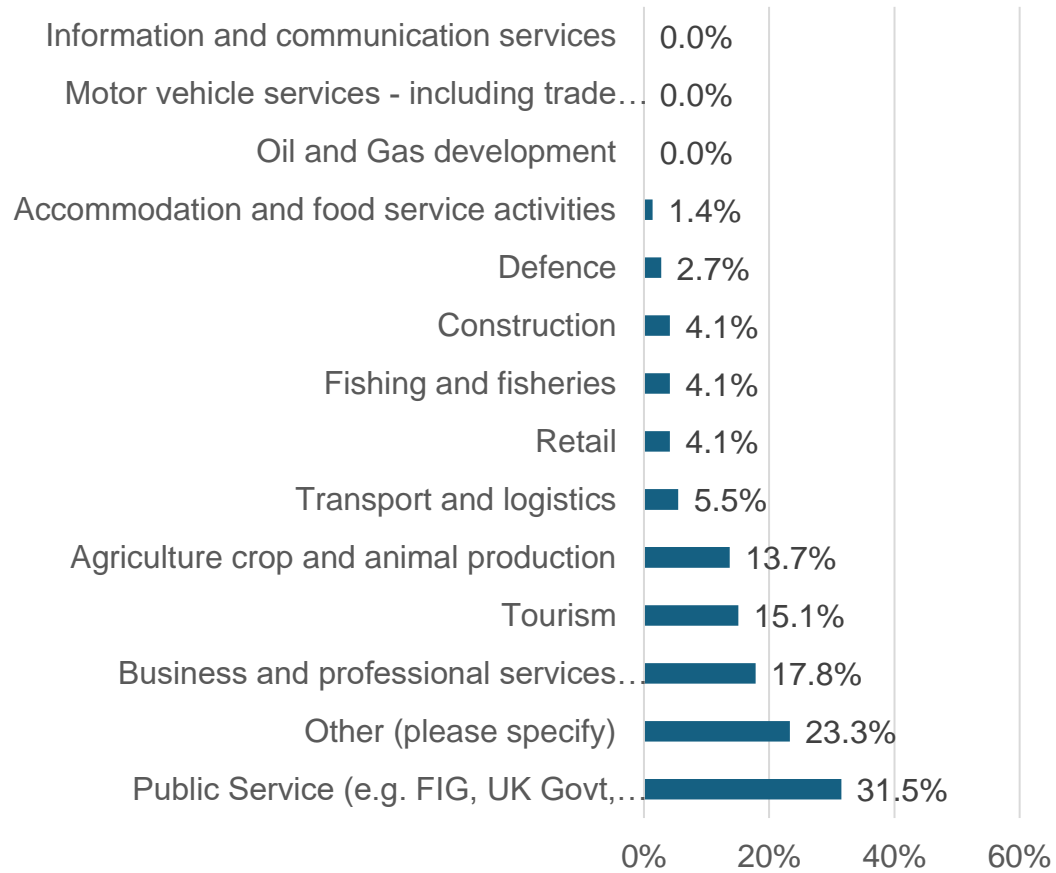 Information and communication services 0.0%
Motor vehicle services - including trade… 0.0%
Oil and Gas development 0.0%
Accommodation and food service activities 1.4%
Defence 2.7%
Construction 4.1%
Fishing and fisheries 4.1%
Retail 4.1%
Transport and logistics 5.5%
Agriculture crop and animal production 13.7%
Tourism 15.1%
Business and professional services… 17.8%
Other (please specify) 23.3%
Public Service (e.g. FIG, UK Govt,… 31.5%
0% 20% 40% 60%